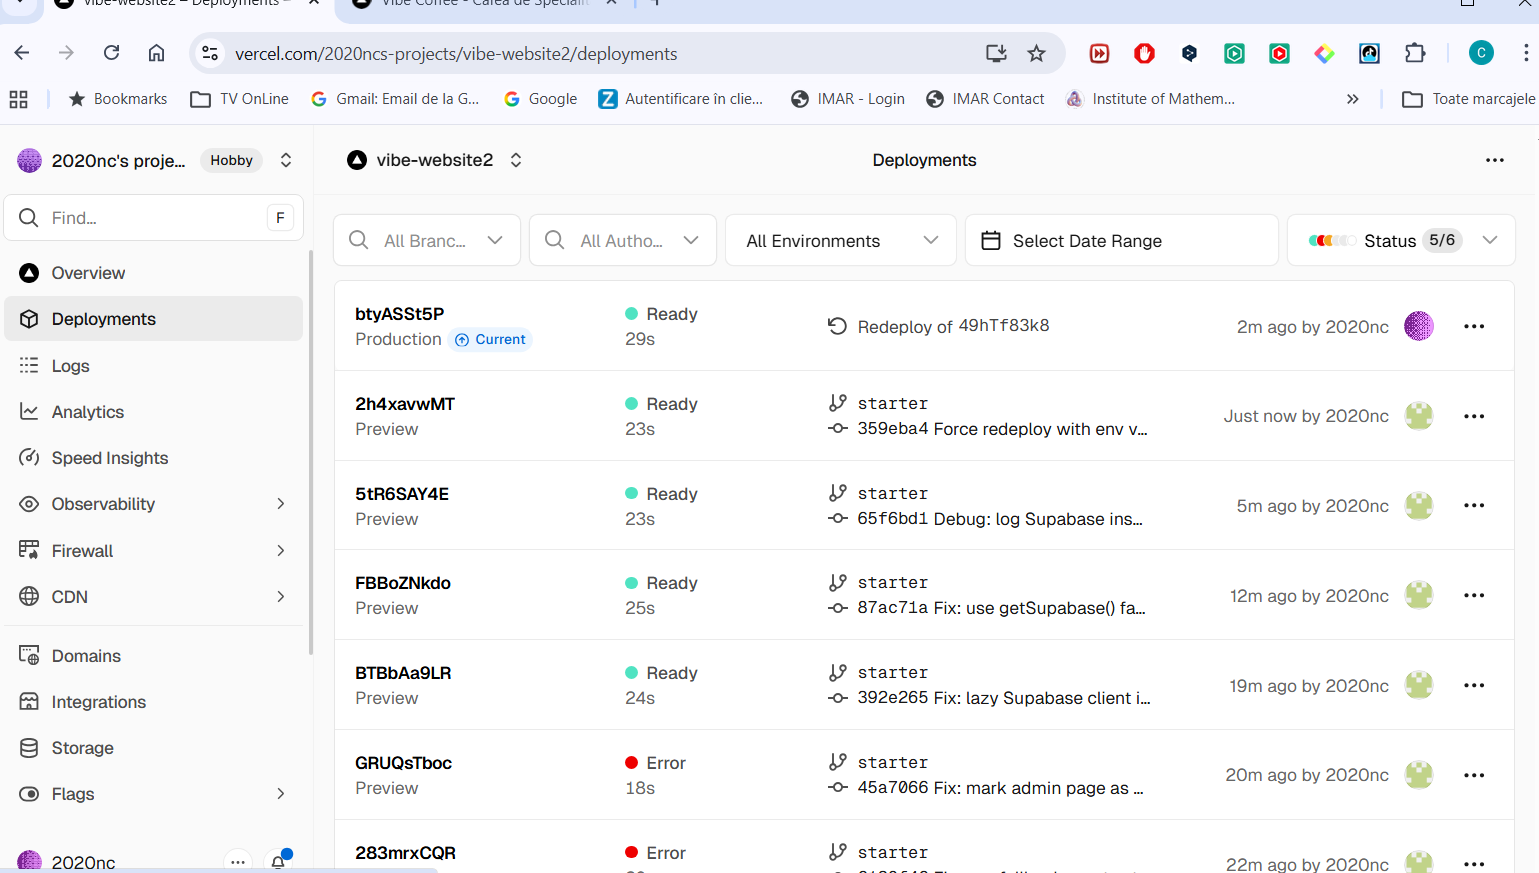 vibe-website2 – Deployments –
Vibe Coffee - Cafea de Specialit
vercel.com/2020ncs-projects/vibe-website2/deployments
C
Bookmarks
TV OnLine
Gmail: Email de la G...
Google
Z
Autentificare în clie...
IMAR - Login
IMAR Contact
Institute of Mathem...
Toate marcajele
2020nc's proje...
Hobby
vibe-website2
Deployments
Find...
F
All Branc...
All Autho...
All Environments
Select Date Range
Status
5/6
Overview
Deployments
Logs
Analytics
Speed Insights
Observability
Firewall
CDN
Domains
Integrations
Storage
Flags
2020nc
btyASSt5P
Ready
Production
Current
29s
Redeploy of 49hTf83k8
2m ago by 2020nc
2h4xavwMT
Ready
starter
Preview
23s
359eba4 Force redeploy with env v...
Just now by 2020nc
5tR6SAY4E
Ready
starter
Preview
23s
65f6bd1 Debug: log Supabase ins...
5m ago by 2020nc
FBBoZNkdo
Ready
starter
Preview
25s
87ac71a Fix: use getSupabase() fa...
12m ago by 2020nc
BTBbAa9LR
Ready
starter
Preview
24s
392e265 Fix: lazy Supabase client i...
19m ago by 2020nc
GRUQsTboc
Error
starter
Preview
18s
45a7066 Fix: mark admin page as ...
20m ago by 2020nc
283mrxCQR
Error
starter
22m ago by 2020nc